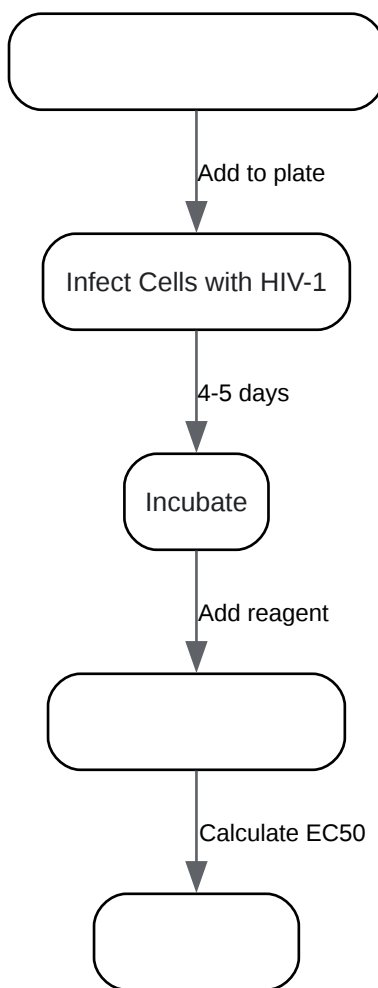 Add to plate
Infect Cells with HIV-1
4-5 days
Incubate
Add reagent
Calculate EC50